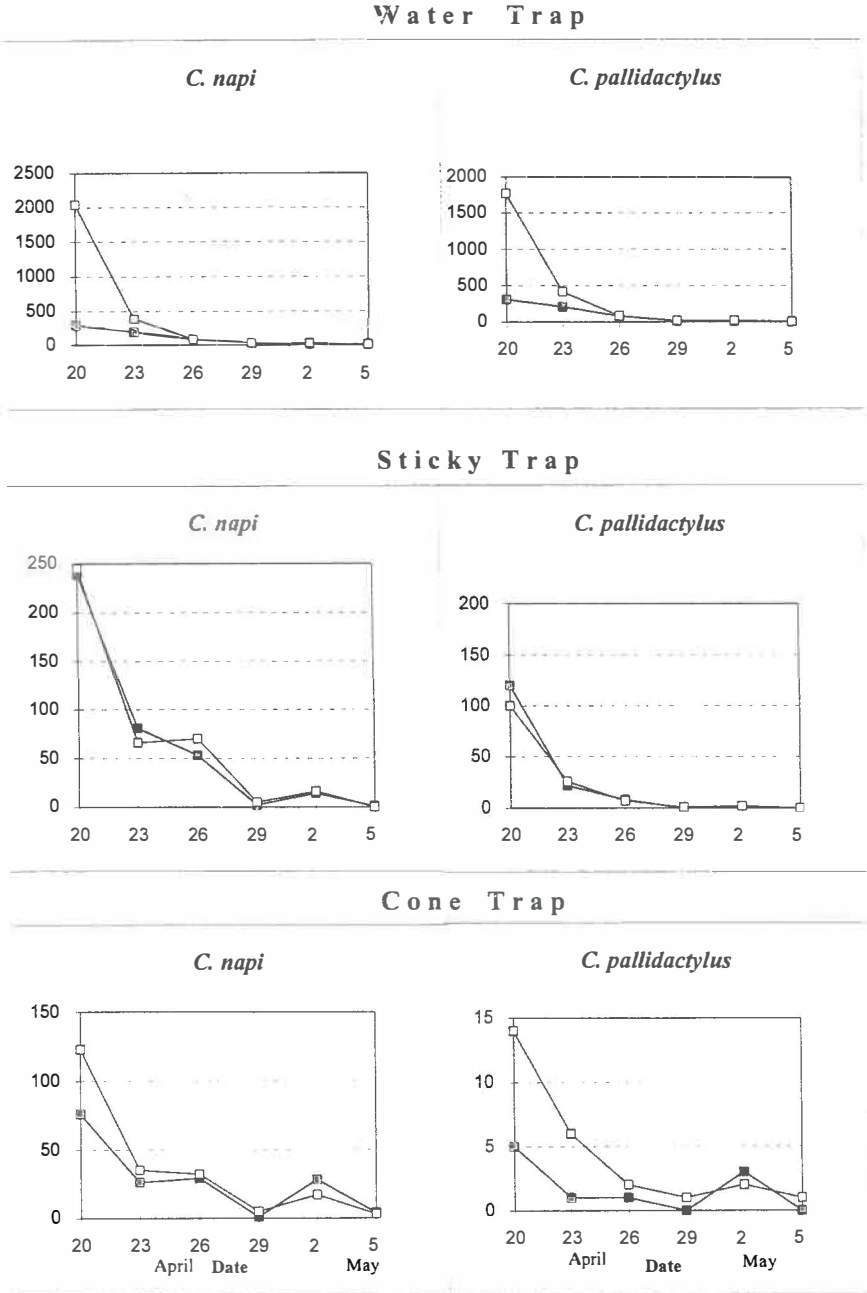 Water Trap
C. napi C. pallidactylus
2500
2000
1500
1000
500
0
20 23 26 29 2 5
2000
1500
1000
500
0
20 23 26 29 2 5
Sticky Trap
C. napi C. pallidactylus
250
200
150
100
50
0
20 23 26 29 2 5
200
150
100
50
0
20 23 26 29 2 5
Cone Trap
C. napi C. pallidactylus
150
100
50
0
20 23 26 29 2 5
April Date May
15
10
5
0
20 23 26 29 2 5
April Date May